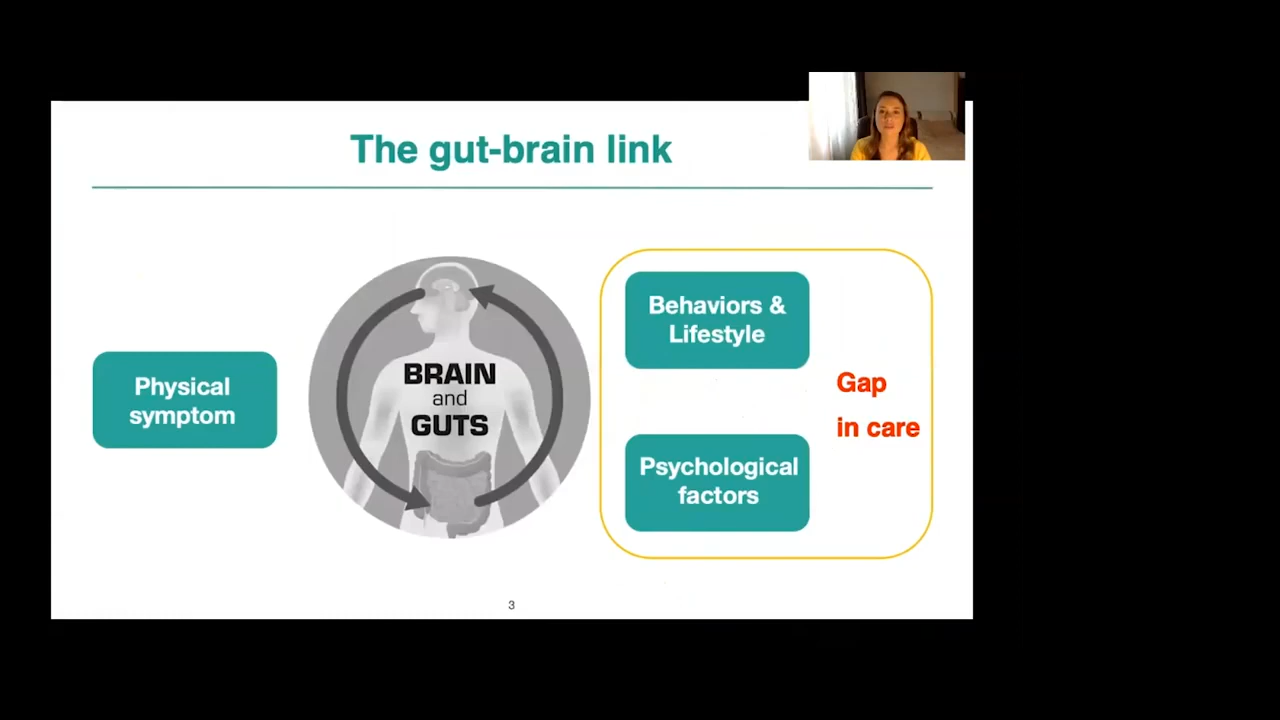 The gut-brain link
Physical
symptom
BRAIN
and
GUTS
Behaviors &
Lifestyle
Psychological
factors
Gap
in care
3